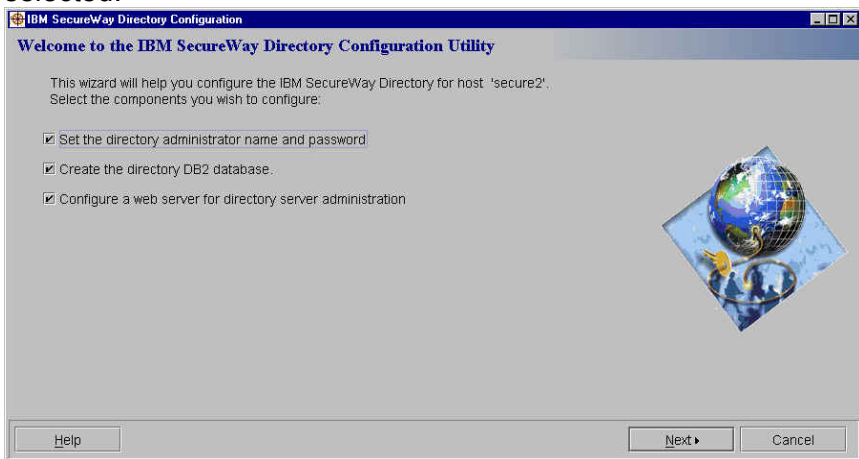 selected.
IBM SecureWay Directory Configuration
Welcome to the IBM SecureWay Directory Configuration Utility
This wizard will help you configure the IBM SecureWay Directory for host 'secure2'.
Select the components you wish to configure:
Set the directory administrator name and password
Create the directory DB2 database.
Configure a web server for directory server administration
Help
Next
Cancel